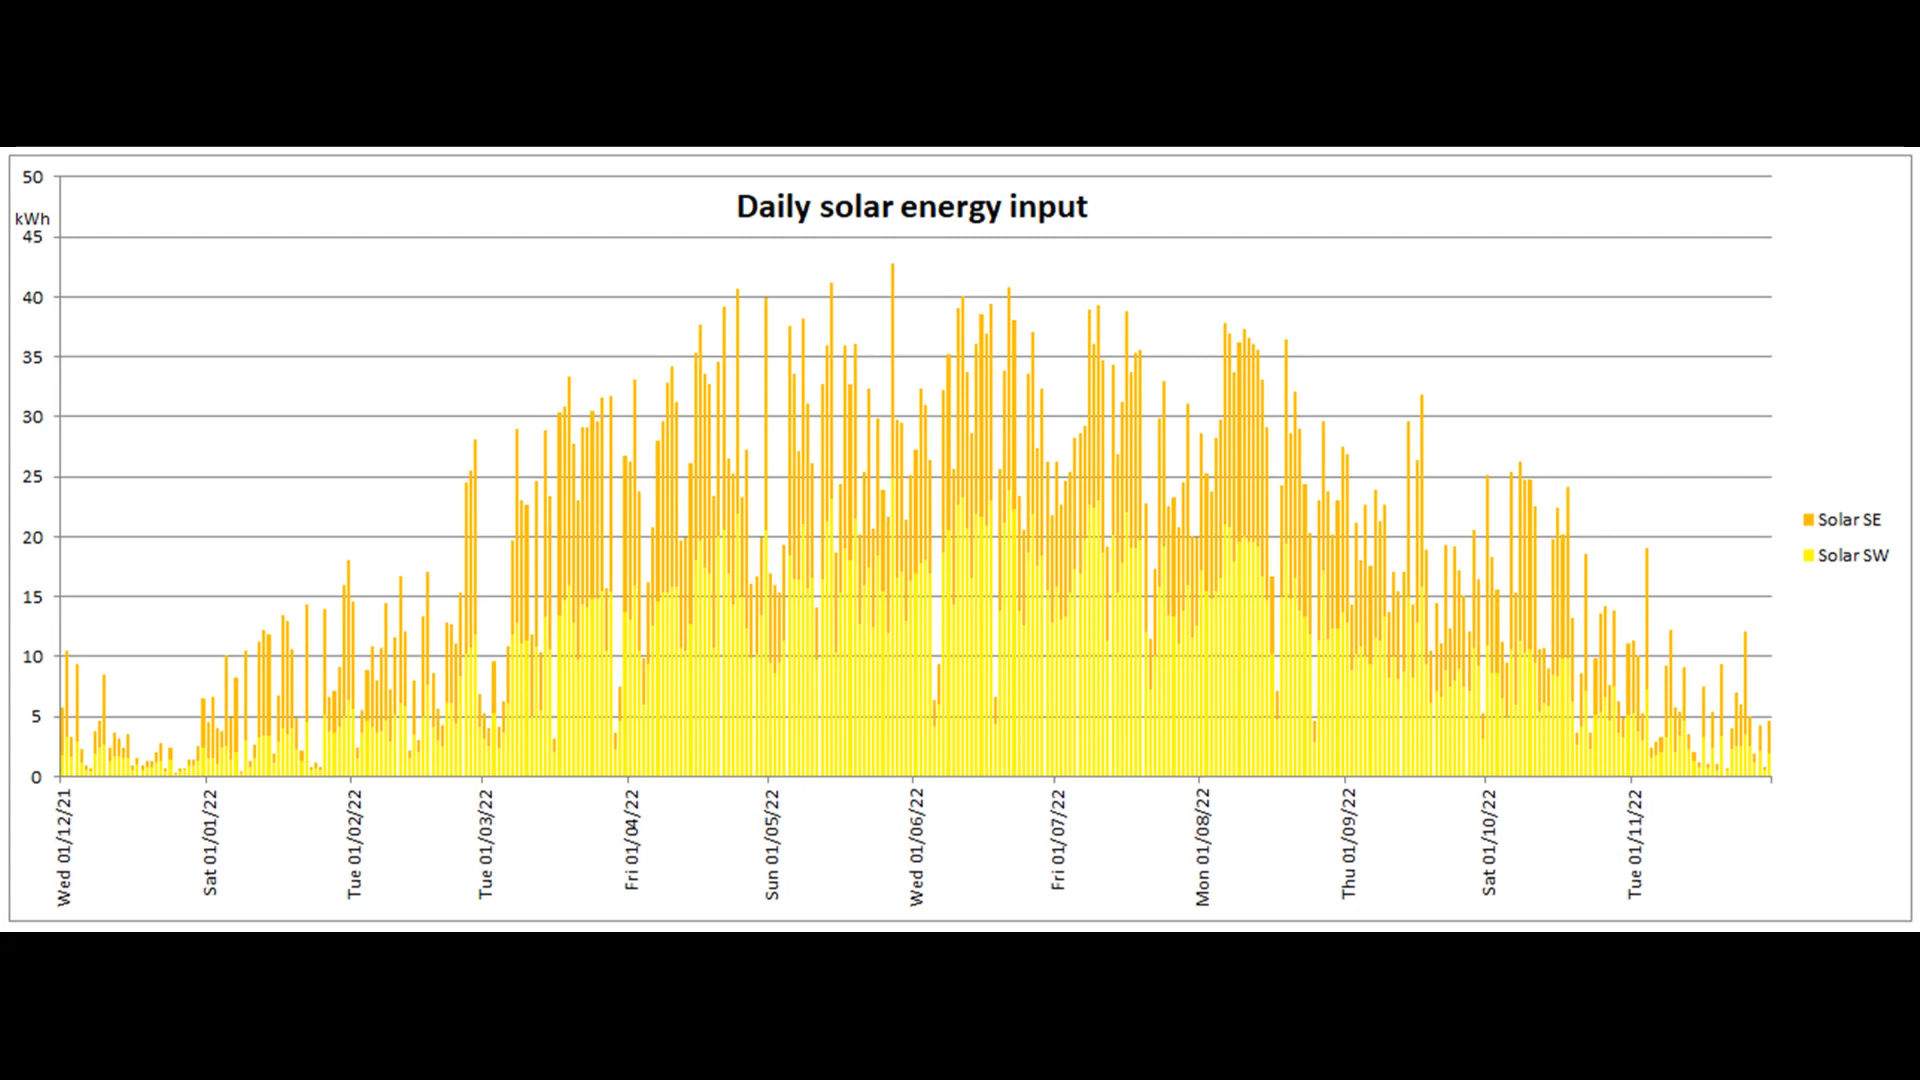 Daily solar energy input
50
kWh
45
40
35
30
25
20
15
10
5
0
Solar SE
Solar SW
Wed 01/12/21
Sat 01/01/22
Tue 01/02/22
Tue 01/03/22
Fri 01/04/22
Sun 01/05/22
Wed 01/06/22
Fri 01/07/22
Mon 01/08/22
Thu 01/09/22
Sat 01/10/22
Tue 01/11/22